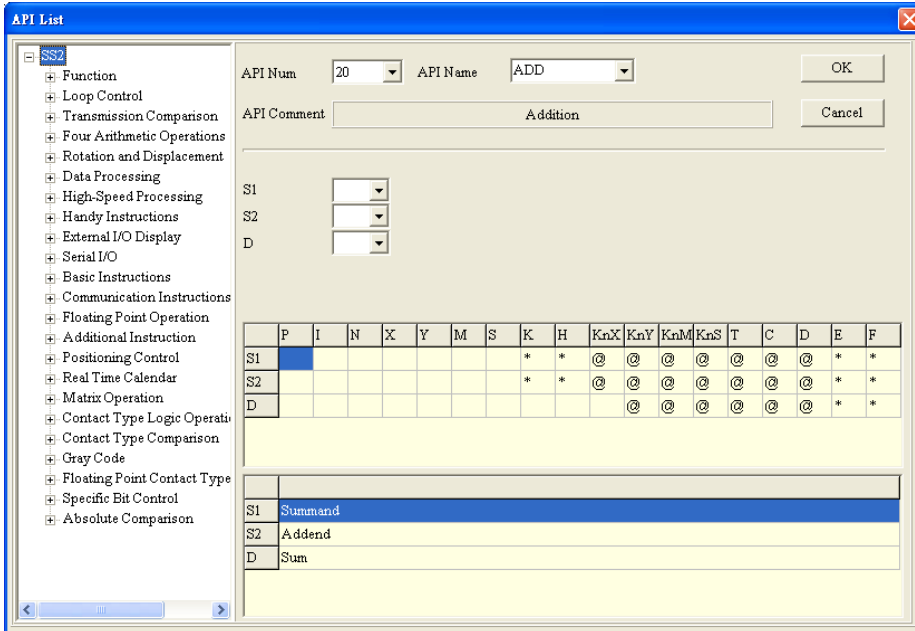 API List
SS2
Function
Loop Control
Transmission Comparison
Four Arithmetic Operations
Rotation and Displacement
Data Processing
High-Speed Processing
Handy Instructions
External I/O Display
Serial I/O
Basic Instructions
Communication Instructions
Floating Point Operation
Additional Instruction
Positioning Control
Real Time Calendar
Matrix Operation
Contact Type Logic Operati
Contact Type Comparison
Gray Code
Floating Point Contact Type
Specific Bit Control
Absolute Comparison
API Num 20 API Name ADD OK
API Comment Addition Cancel
S1
S2
D
P I N X Y M S K H KnX KnY KnM KnS T C D E F
S1 * * @ @ @ @ @ @ @ * *
S2 * * @ @ @ @ @ @ @ * *
D @ @ @ @ @ @ * *
S1 Summand
S2 Addend
D Sum